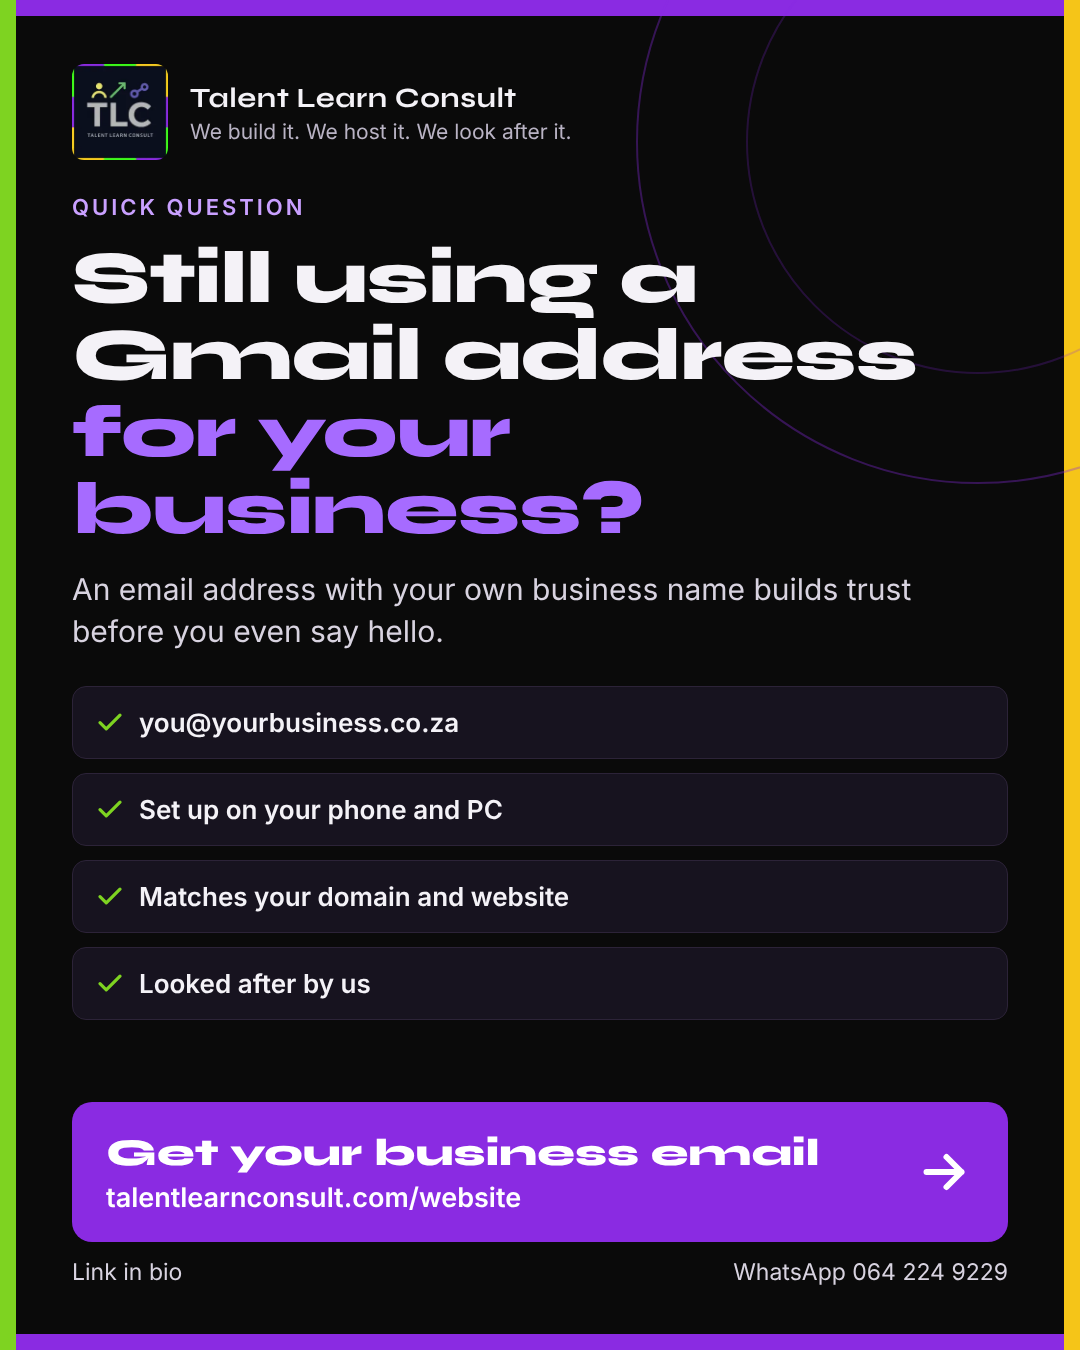 TLC
TALENT LEARN CONSULT
Talent Learn Consult
We build it. We host it. We look after it.
QUICK QUESTION
Still using a
Gmail address
for your
business?
An email address with your own business name builds trust
before you even say hello.
you@yourbusiness.co.za
Set up on your phone and PC
Matches your domain and website
Looked after by us
Get your business email
talentlearnconsult.com/website
Link in bio
WhatsApp 064 224 9229